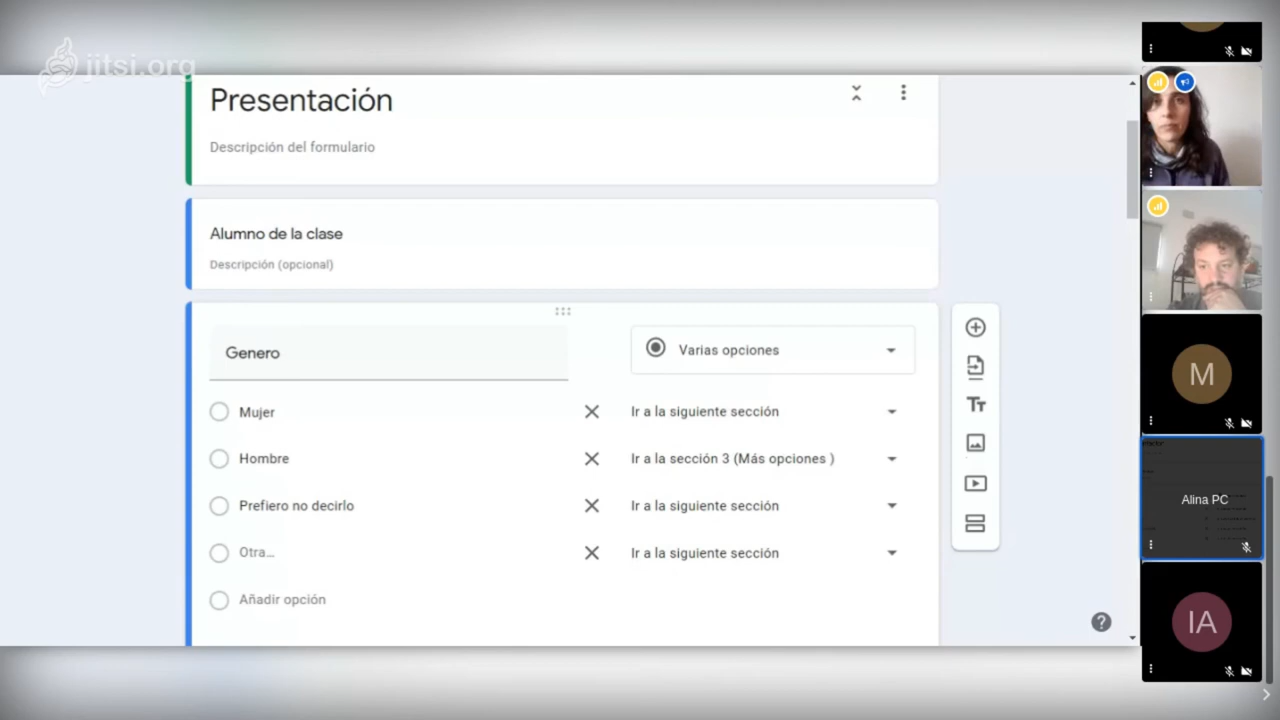 jitsi.org
Presentación
Descripción del formulario
Alumno de la clase
Descripción (opcional)
Genero
Varias opciones
Mujer
Ir a la siguiente sección
Hombre
Ir a la sección 3 (Más opciones )
Prefiero no decirlo
Ir a la siguiente sección
Otra...
Ir a la siguiente sección
Añadir opción
Tт
M
Alina PC
IA